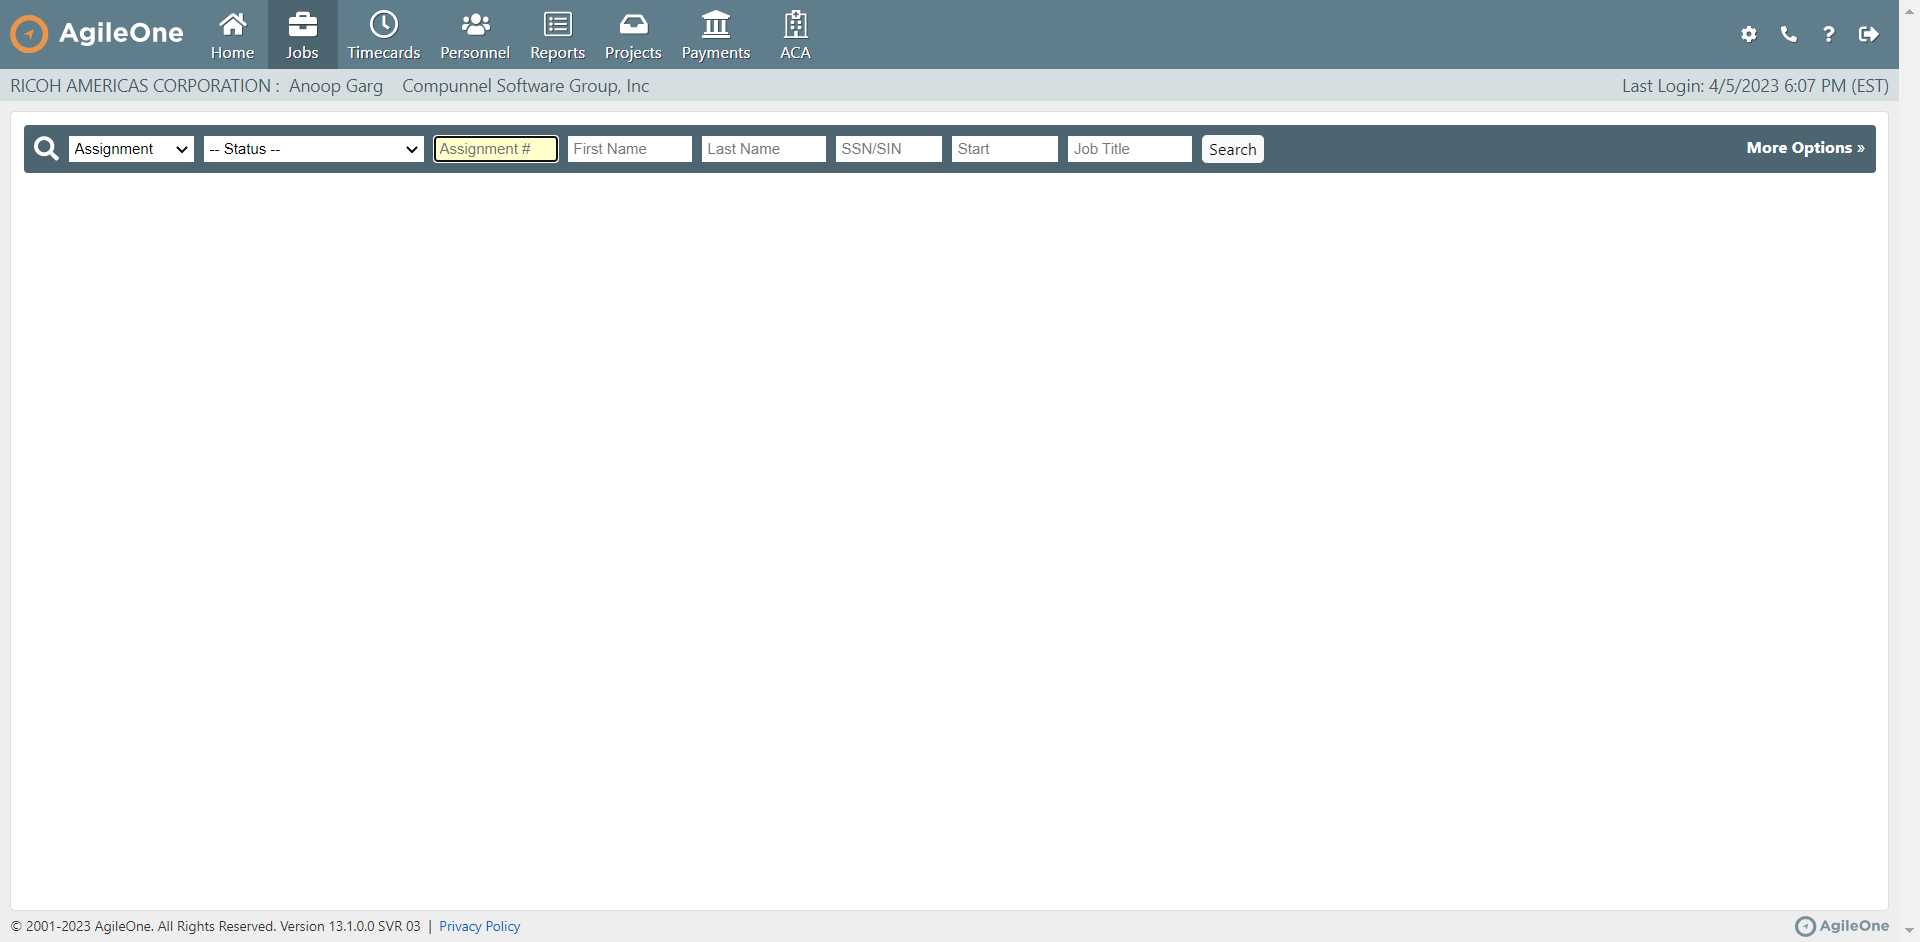 AgileOne
Home
Jobs
Timecards
Personnel
Reports
Projects
Payments
ACA
RICOH AMERICAS CORPORATION : Anoop Garg Compunnel Software Group, Inc
Last Login: 4/5/2023 6:07 PM (EST)
Assignment -- Status -- Assignment # First Name Last Name SSN/SIN Start Job Title Search More Options »
© 2001-2023 AgileOne. All Rights Reserved. Version 13.1.0.0 SVR 03 | Privacy Policy
AgileOne